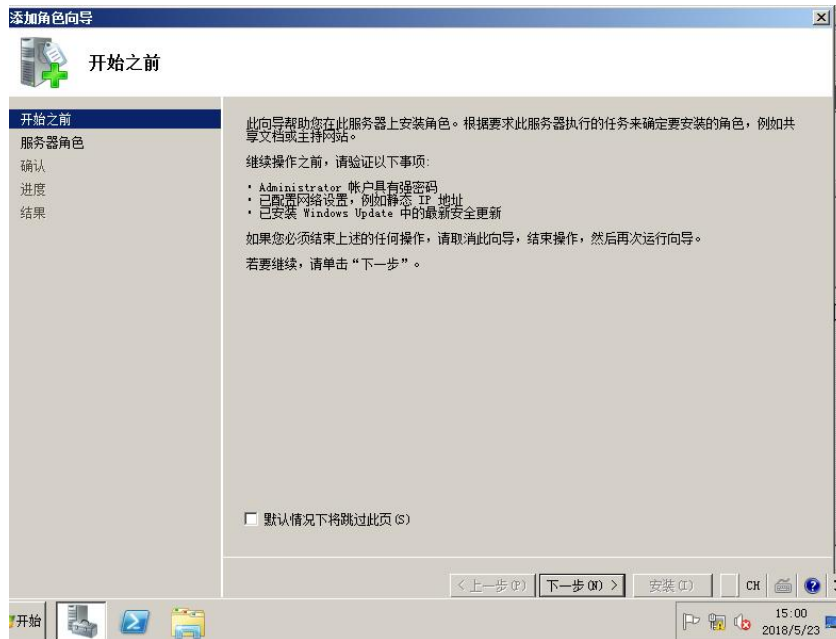 添加角色向导
开始之前
开始之前
服务器角色
确认
进度
结果
此向导帮助您在此服务器上安装角色。根据要求此服务器执行的任务来确定要安装的角色，例如共
享文档或主持网站。
继续操作之前，请验证以下事项:
· Administrator 帐户具有强密码
· 已配置网络设置，例如静态 IP 地址
· 已安装 Windows Update 中的最新安全更新
如果您必须结束上述的任何操作，请取消此向导，结束操作，然后再次运行向导。
若要继续，请单击“下一步”。
默认情况下将跳过此页(S)
< 上一步(P) 下一步(N) > 安装(I) CH
开始
15:00
2018/5/23